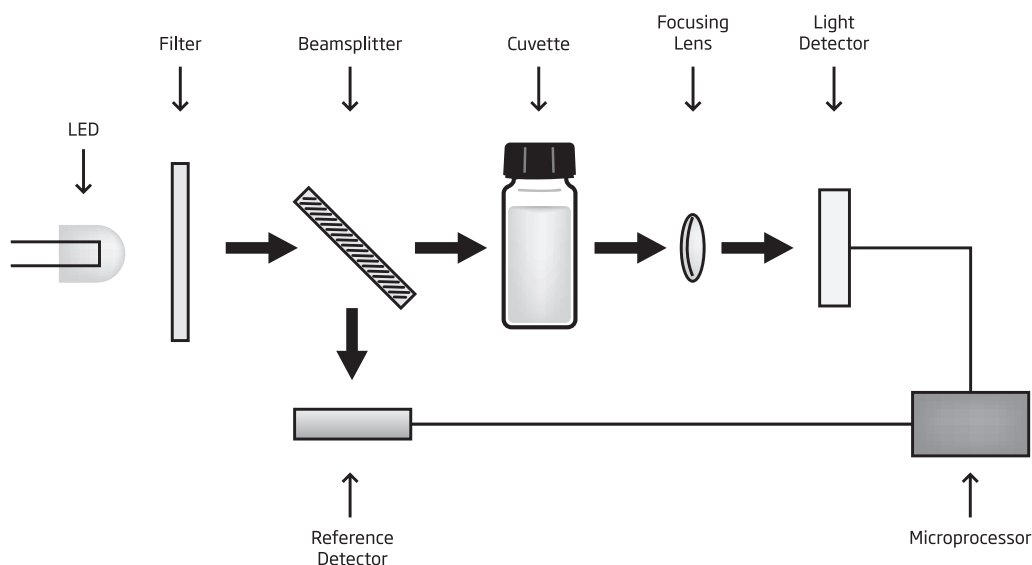 Filter
Beamsplitter
Cuvette
Focusing
Lens
Light
Detector
LED
Reference
Detector
Microprocessor